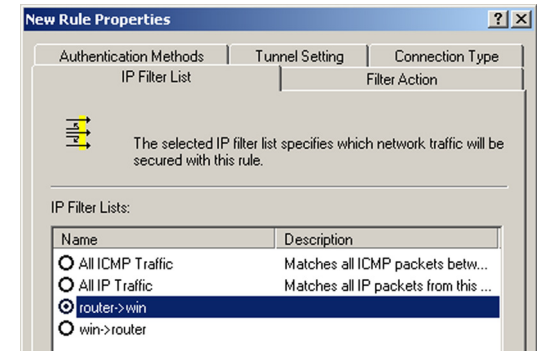 New Rule Properties
Authentication Methods Tunnel Setting Connection Type
IP Filter List Filter Action
The selected IP filter list specifies which network traffic will be
secured with this rule.
IP Filter Lists:
Name Description
All ICMP Traffic Matches all ICMP packets betw...
All IP Traffic Matches all IP packets from this ...
router->win
win->router